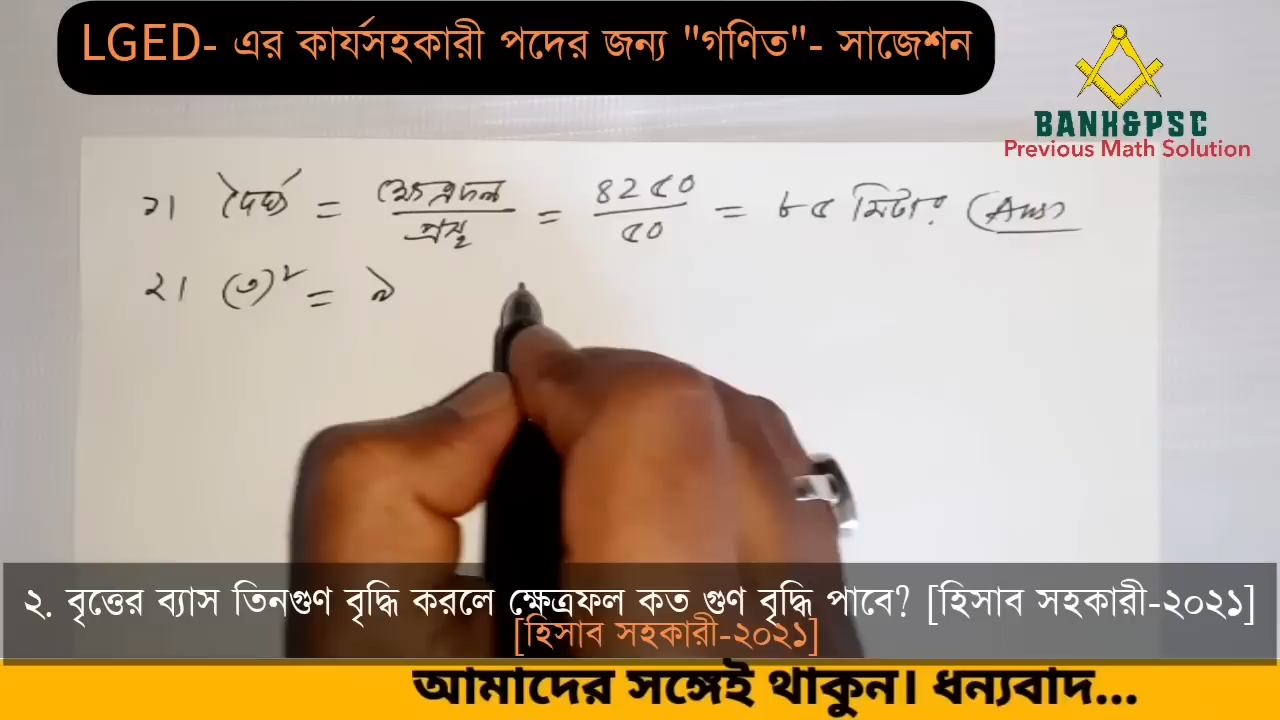 LGED- এর কার্যসহকারী পদের জন্য "গণিত"- সাজেশন
BANK&PSC
Previous Math Solution
১। দৈর্ঘ্য = ক্ষেত্রফল / প্রস্থ = ৪২৫০ / ৫০ = ৮৫ মিটার (Ans)
২। (৩)² = ৯
২. বৃত্তের ব্যাস তিনগুণ বৃদ্ধি করলে ক্ষেত্রফল কত গুণ বৃদ্ধি পাবে? [হিসাব সহকারী-২০২১]
[হিসাব সহকারী-২০২১]
আমাদের সঙ্গেই থাকুন। ধন্যবাদ...